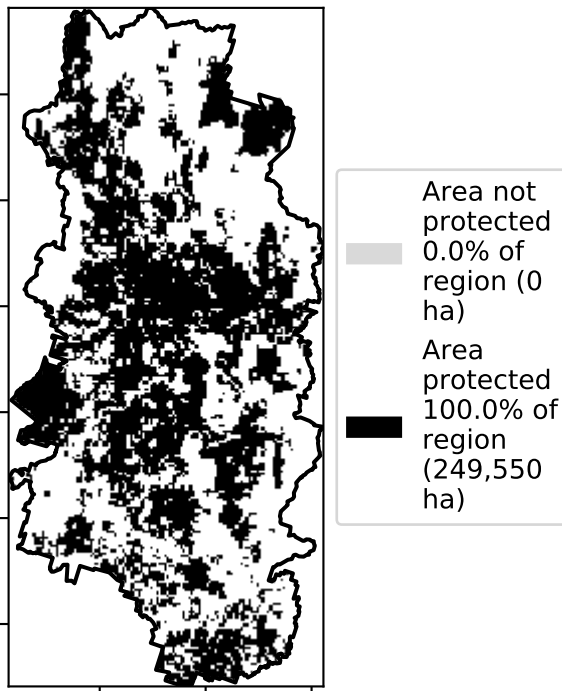 Area not
protected
0.0% of
region (0
ha)
Area
protected
100.0% of
region
(249,550
ha)